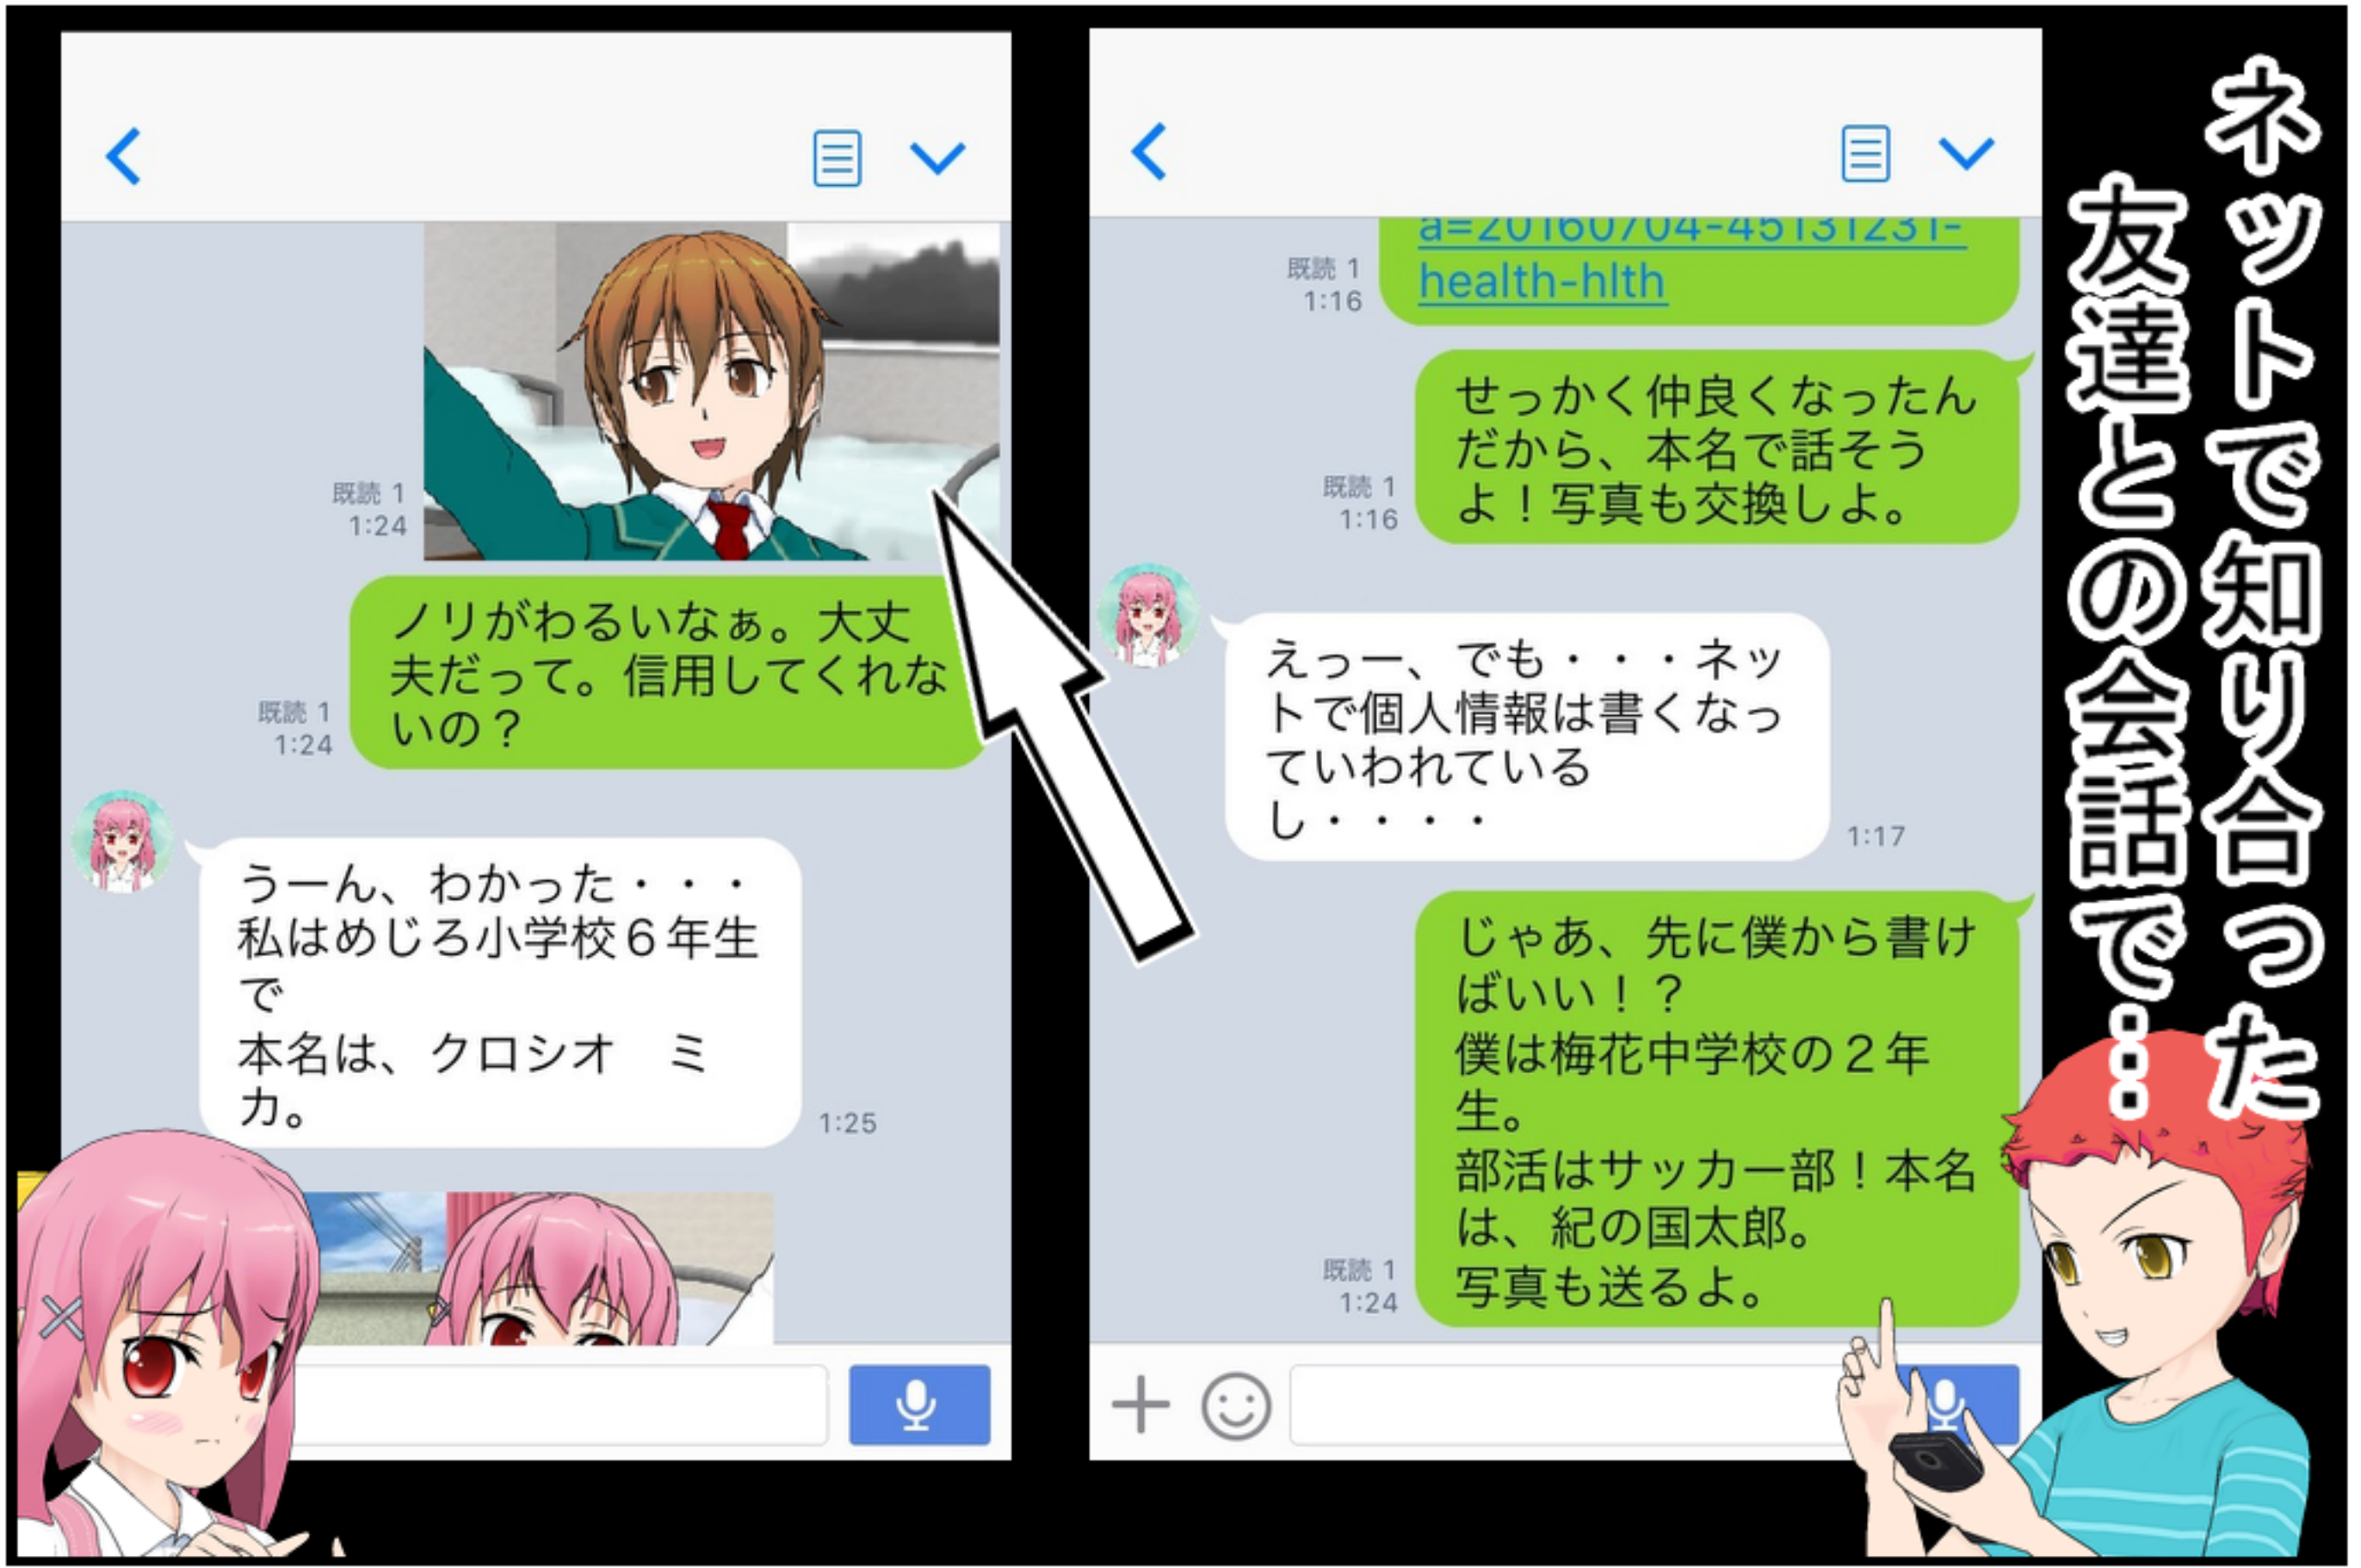 ネットで知り合った
友達との会話で…
a=20160704-45131231-
health-hlth
既読 1
1:16
せっかく仲良くなったん
だから、本名で話そう
よ！写真も交換しよ。
既読 1
1:16
えっー、でも・・・ネッ
トで個人情報は書くなっ
ていわれている
し・・・・
1:17
じゃあ、先に僕から書け
ばいい！？
僕は梅花中学校の２年
生。
部活はサッカー部！本名
は、紀の国太郎。
写真も送るよ。
既読 1
1:24
既読 1
1:24
ノリがわるいなぁ。大丈
夫だって。信用してくれな
いの？
既読 1
1:24
うーん、わかった・・・
私はめじろ小学校６年生
で
本名は、クロシオ　ミ
カ。
1:25